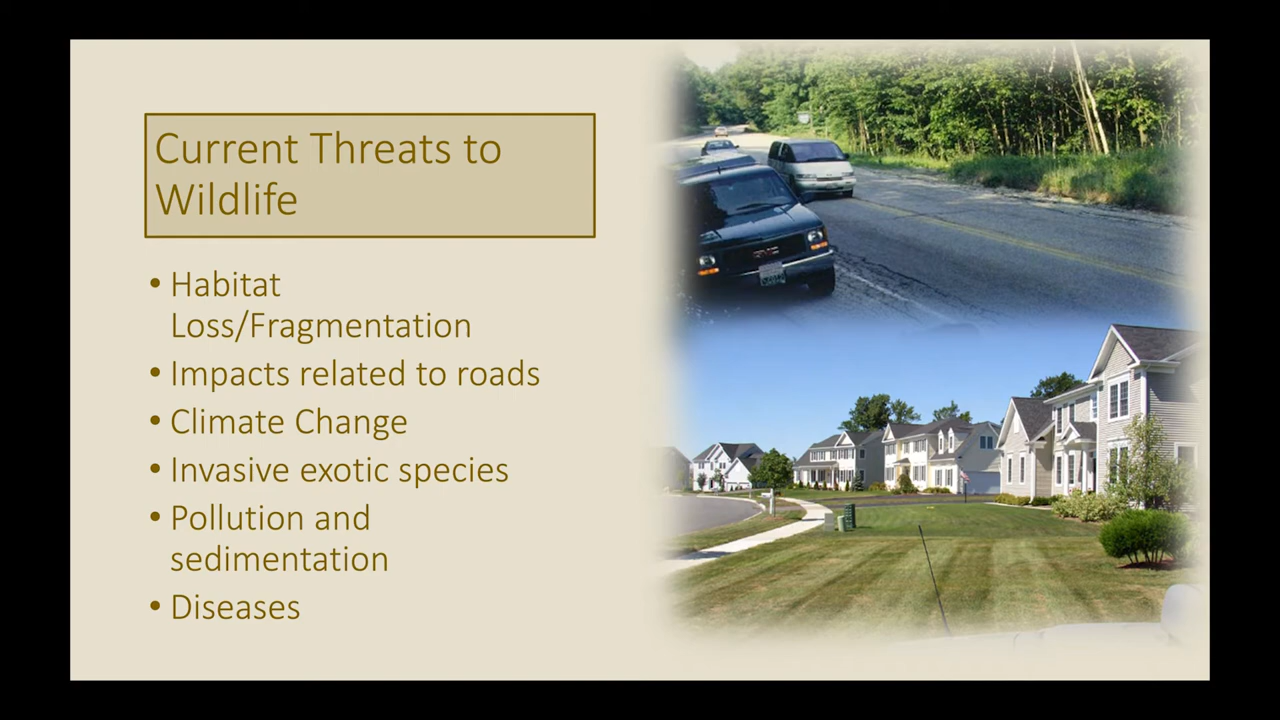 Current Threats to
Wildlife
• Habitat
Loss/Fragmentation
• Impacts related to roads
• Climate Change
• Invasive exotic species
• Pollution and
sedimentation
• Diseases
GMC